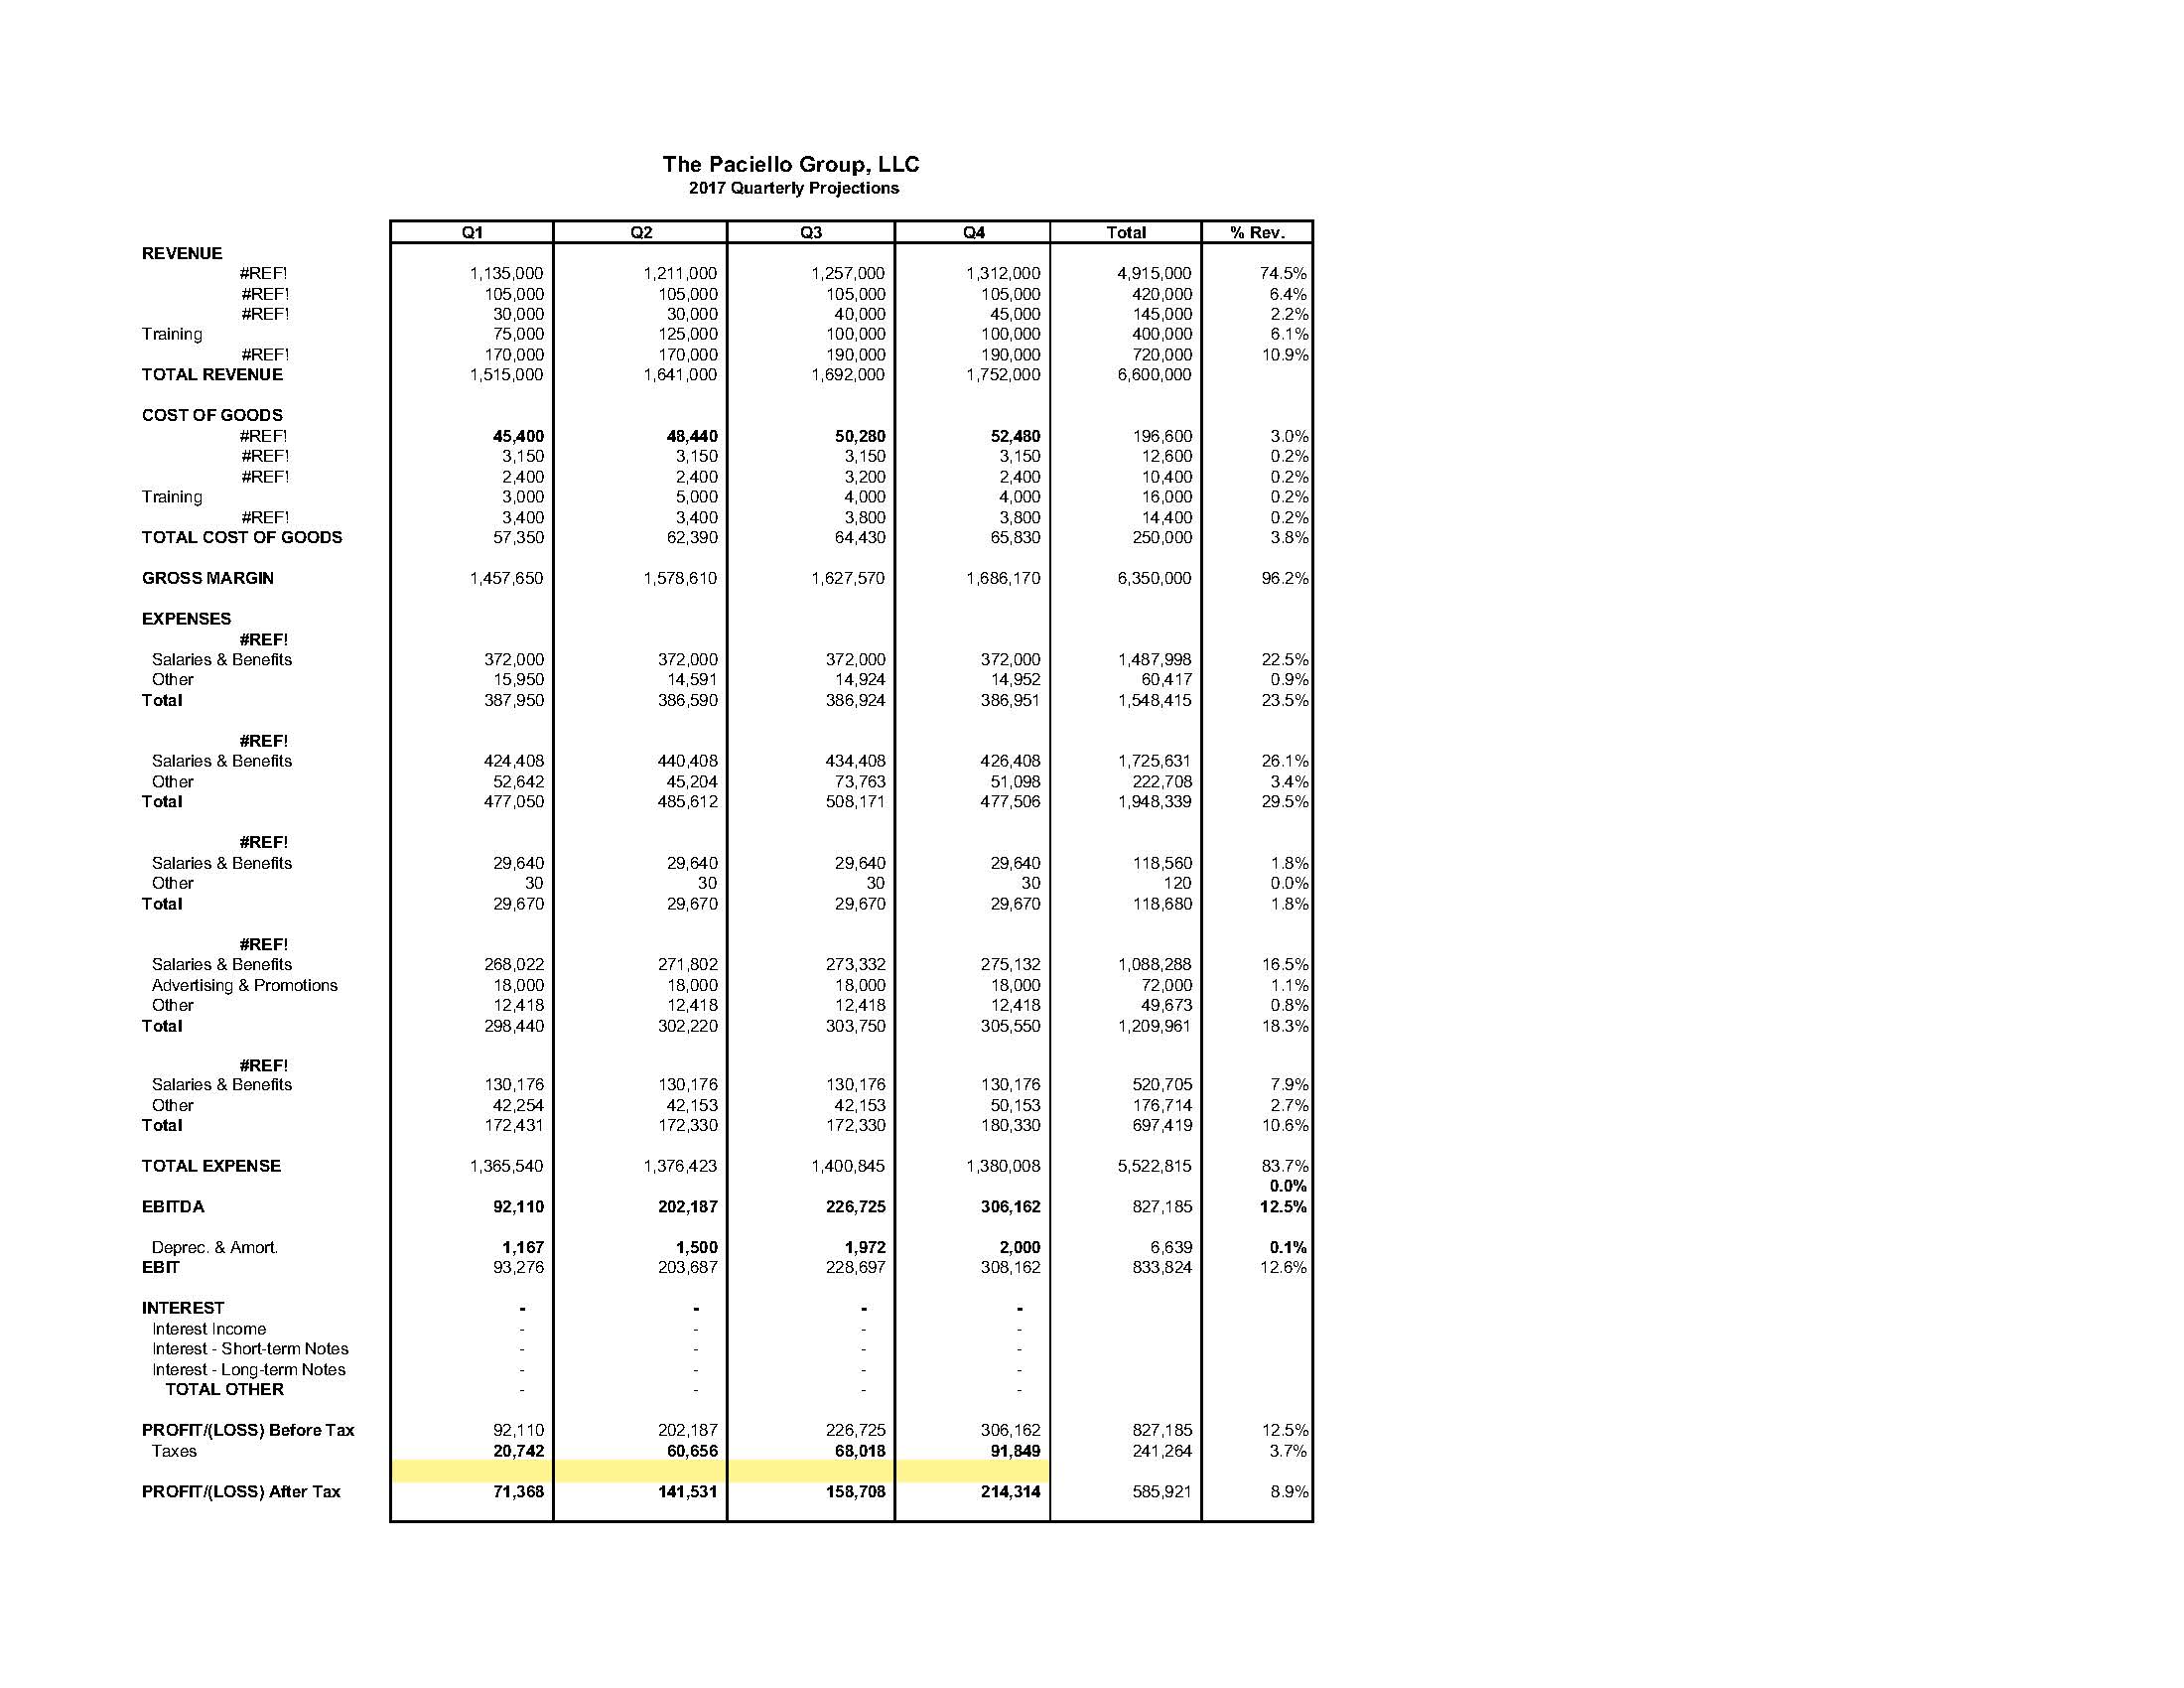 The Paciello Group, LLC
2017 Quarterly Projections
Q1 Q2 Q3 Q4 Total % Rev.
REVENUE
#REF! 1,135,000 1,211,000 1,257,000 1,312,000 4,915,000 74.5%
#REF! 105,000 105,000 105,000 105,000 420,000 6.4%
#REF! 30,000 30,000 40,000 45,000 145,000 2.2%
Training 75,000 125,000 100,000 100,000 400,000 6.1%
#REF! 170,000 170,000 190,000 190,000 720,000 10.9%
TOTAL REVENUE 1,515,000 1,641,000 1,692,000 1,752,000 6,600,000
COST OF GOODS
#REF! 45,400 48,440 50,280 52,480 196,600 3.0%
#REF! 3,150 3,150 3,150 3,150 12,600 0.2%
#REF! 2,400 2,400 3,200 2,400 10,400 0.2%
Training 3,000 5,000 4,000 4,000 16,000 0.2%
#REF! 3,400 3,400 3,800 3,800 14,400 0.2%
TOTAL COST OF GOODS 57,350 62,390 64,430 65,830 250,000 3.8%
GROSS MARGIN 1,457,650 1,578,610 1,627,570 1,686,170 6,350,000 96.2%
EXPENSES
#REF!
Salaries & Benefits 372,000 372,000 372,000 372,000 1,487,998 22.5%
Other 15,950 14,591 14,924 14,952 60,417 0.9%
Total 387,950 386,590 386,924 386,951 1,548,415 23.5%
#REF!
Salaries & Benefits 424,408 440,408 434,408 426,408 1,725,631 26.1%
Other 52,642 45,204 73,763 51,098 222,708 3.4%
Total 477,050 485,612 508,171 477,506 1,948,339 29.5%
#REF!
Salaries & Benefits 29,640 29,640 29,640 29,640 118,560 1.8%
Other 30 30 30 30 120 0.0%
Total 29,670 29,670 29,670 29,670 118,680 1.8%
#REF!
Salaries & Benefits 268,022 271,802 273,332 275,132 1,088,288 16.5%
Advertising & Promotions 18,000 18,000 18,000 18,000 72,000 1.1%
Other 12,418 12,418 12,418 12,418 49,673 0.8%
Total 298,440 302,220 303,750 305,550 1,209,961 18.3%
#REF!
Salaries & Benefits 130,176 130,176 130,176 130,176 520,705 7.9%
Other 42,254 42,153 42,153 50,153 176,714 2.7%
Total 172,431 172,330 172,330 180,330 697,419 10.6%
TOTAL EXPENSE 1,365,540 1,376,423 1,400,845 1,380,008 5,522,815 83.7%
0.0%
EBITDA 92,110 202,187 226,725 306,162 827,185 12.5%
Deprec. & Amort. 1,167 1,500 1,972 2,000 6,639 0.1%
EBIT 93,276 203,687 228,697 308,162 833,824 12.6%
INTEREST - - - -
Interest Income - - - -
Interest - Short-term Notes - - - -
Interest - Long-term Notes - - - -
TOTAL OTHER - - - -
PROFIT/(LOSS) Before Tax 92,110 202,187 226,725 306,162 827,185 12.5%
Taxes 20,742 60,656 68,018 91,849 241,264 3.7%
PROFIT/(LOSS) After Tax 71,368 141,531 158,708 214,314 585,921 8.9%